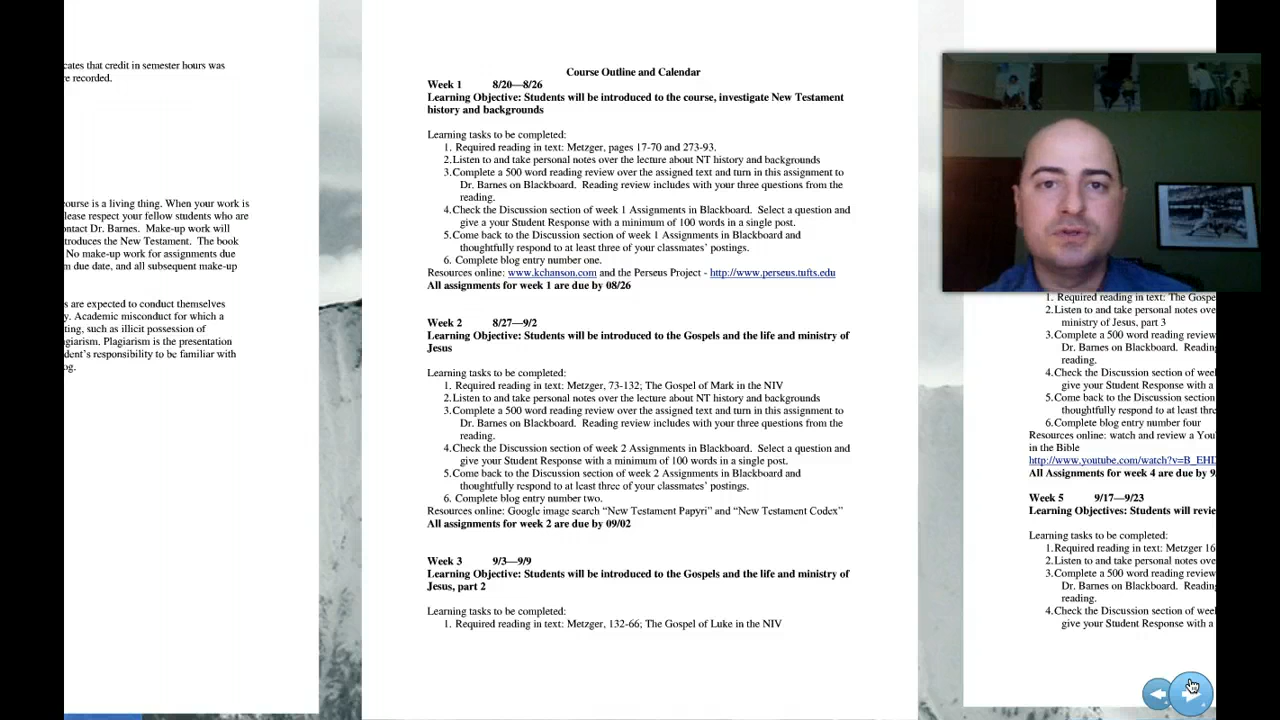 cates that credit in semester hours was
re recorded.
course is a living thing. When your work is
lease respect your fellow students who are
ontact Dr. Barnes. Make-up work will
troduces the New Testament. The book
No make-up work for assignments due
m due date, and all subsequent make-up
s are expected to conduct themselves
y. Academic misconduct for which a
ting, such as illicit possession of
agiarism. Plagiarism is the presentation
dent's responsibility to be familiar with
og.
Course Outline and Calendar
Week 1 8/20—8/26
Learning Objective: Students will be introduced to the course, investigate New Testament
history and backgrounds
Learning tasks to be completed:
1. Required reading in text: Metzger, pages 17-70 and 273-93.
2.Listen to and take personal notes over the lecture about NT history and backgrounds
3.Complete a 500 word reading review over the assigned text and turn in this assignment to
Dr. Barnes on Blackboard. Reading review includes with your three questions from the
reading.
4.Check the Discussion section of week 1 Assignments in Blackboard. Select a question and
give a your Student Response with a minimum of 100 words in a single post.
5.Come back to the Discussion section of week 1 Assignments in Blackboard and
thoughtfully respond to at least three of your classmates' postings.
6. Complete blog entry number one.
Resources online: www.kchanson.com and the Perseus Project - http://www.perseus.tufts.edu
All assignments for week 1 are due by 08/26
Week 2 8/27—9/2
Learning Objective: Students will be introduced to the Gospels and the life and ministry of
Jesus
Learning tasks to be completed:
1. Required reading in text: Metzger, 73-132; The Gospel of Mark in the NIV
2. Listen to and take personal notes over the lecture about NT history and backgrounds
3.Complete a 500 word reading review over the assigned text and turn in this assignment to
Dr. Barnes on Blackboard. Reading review includes with your three questions from the
reading.
4.Check the Discussion section of week 2 Assignments in Blackboard. Select a question and
give your Student Response with a minimum of 100 words in a single post.
5.Come back to the Discussion section of week 2 Assignments in Blackboard and
thoughtfully respond to at least three of your classmates' postings.
6. Complete blog entry number two.
Resources online: Google image search “New Testament Papyri” and “New Testament Codex”
All assignments for week 2 are due by 09/02
Week 3 9/3—9/9
Learning Objective: Students will be introduced to the Gospels and the life and ministry of
Jesus, part 2
Learning tasks to be completed:
1. Required reading in text: Metzger, 132-66; The Gospel of Luke in the NIV
1. Required reading in text: The Gospe
2.Listen to and take personal notes ove
ministry of Jesus, part 3
3.Complete a 500 word reading review
Dr. Barnes on Blackboard. Reading
reading.
4.Check the Discussion section of weel
give your Student Response with a
5.Come back to the Discussion section
thoughtfully respond to at least thre
6.Complete blog entry number four
Resources online: watch and review a You
in the Bible
http://www.youtube.com/watch?v=B_EHI
All Assignments for week 4 are due by 9
Week 5 9/17—9/23
Learning Objectives: Students will revie
Learning tasks to be completed:
1.Required reading in text: Metzger 16
2.Listen to and take personal notes ove
3.Complete a 500 word reading review
Dr. Barnes on Blackboard. Reading
reading.
4.Check the Discussion section of weel
give your Student Response with a